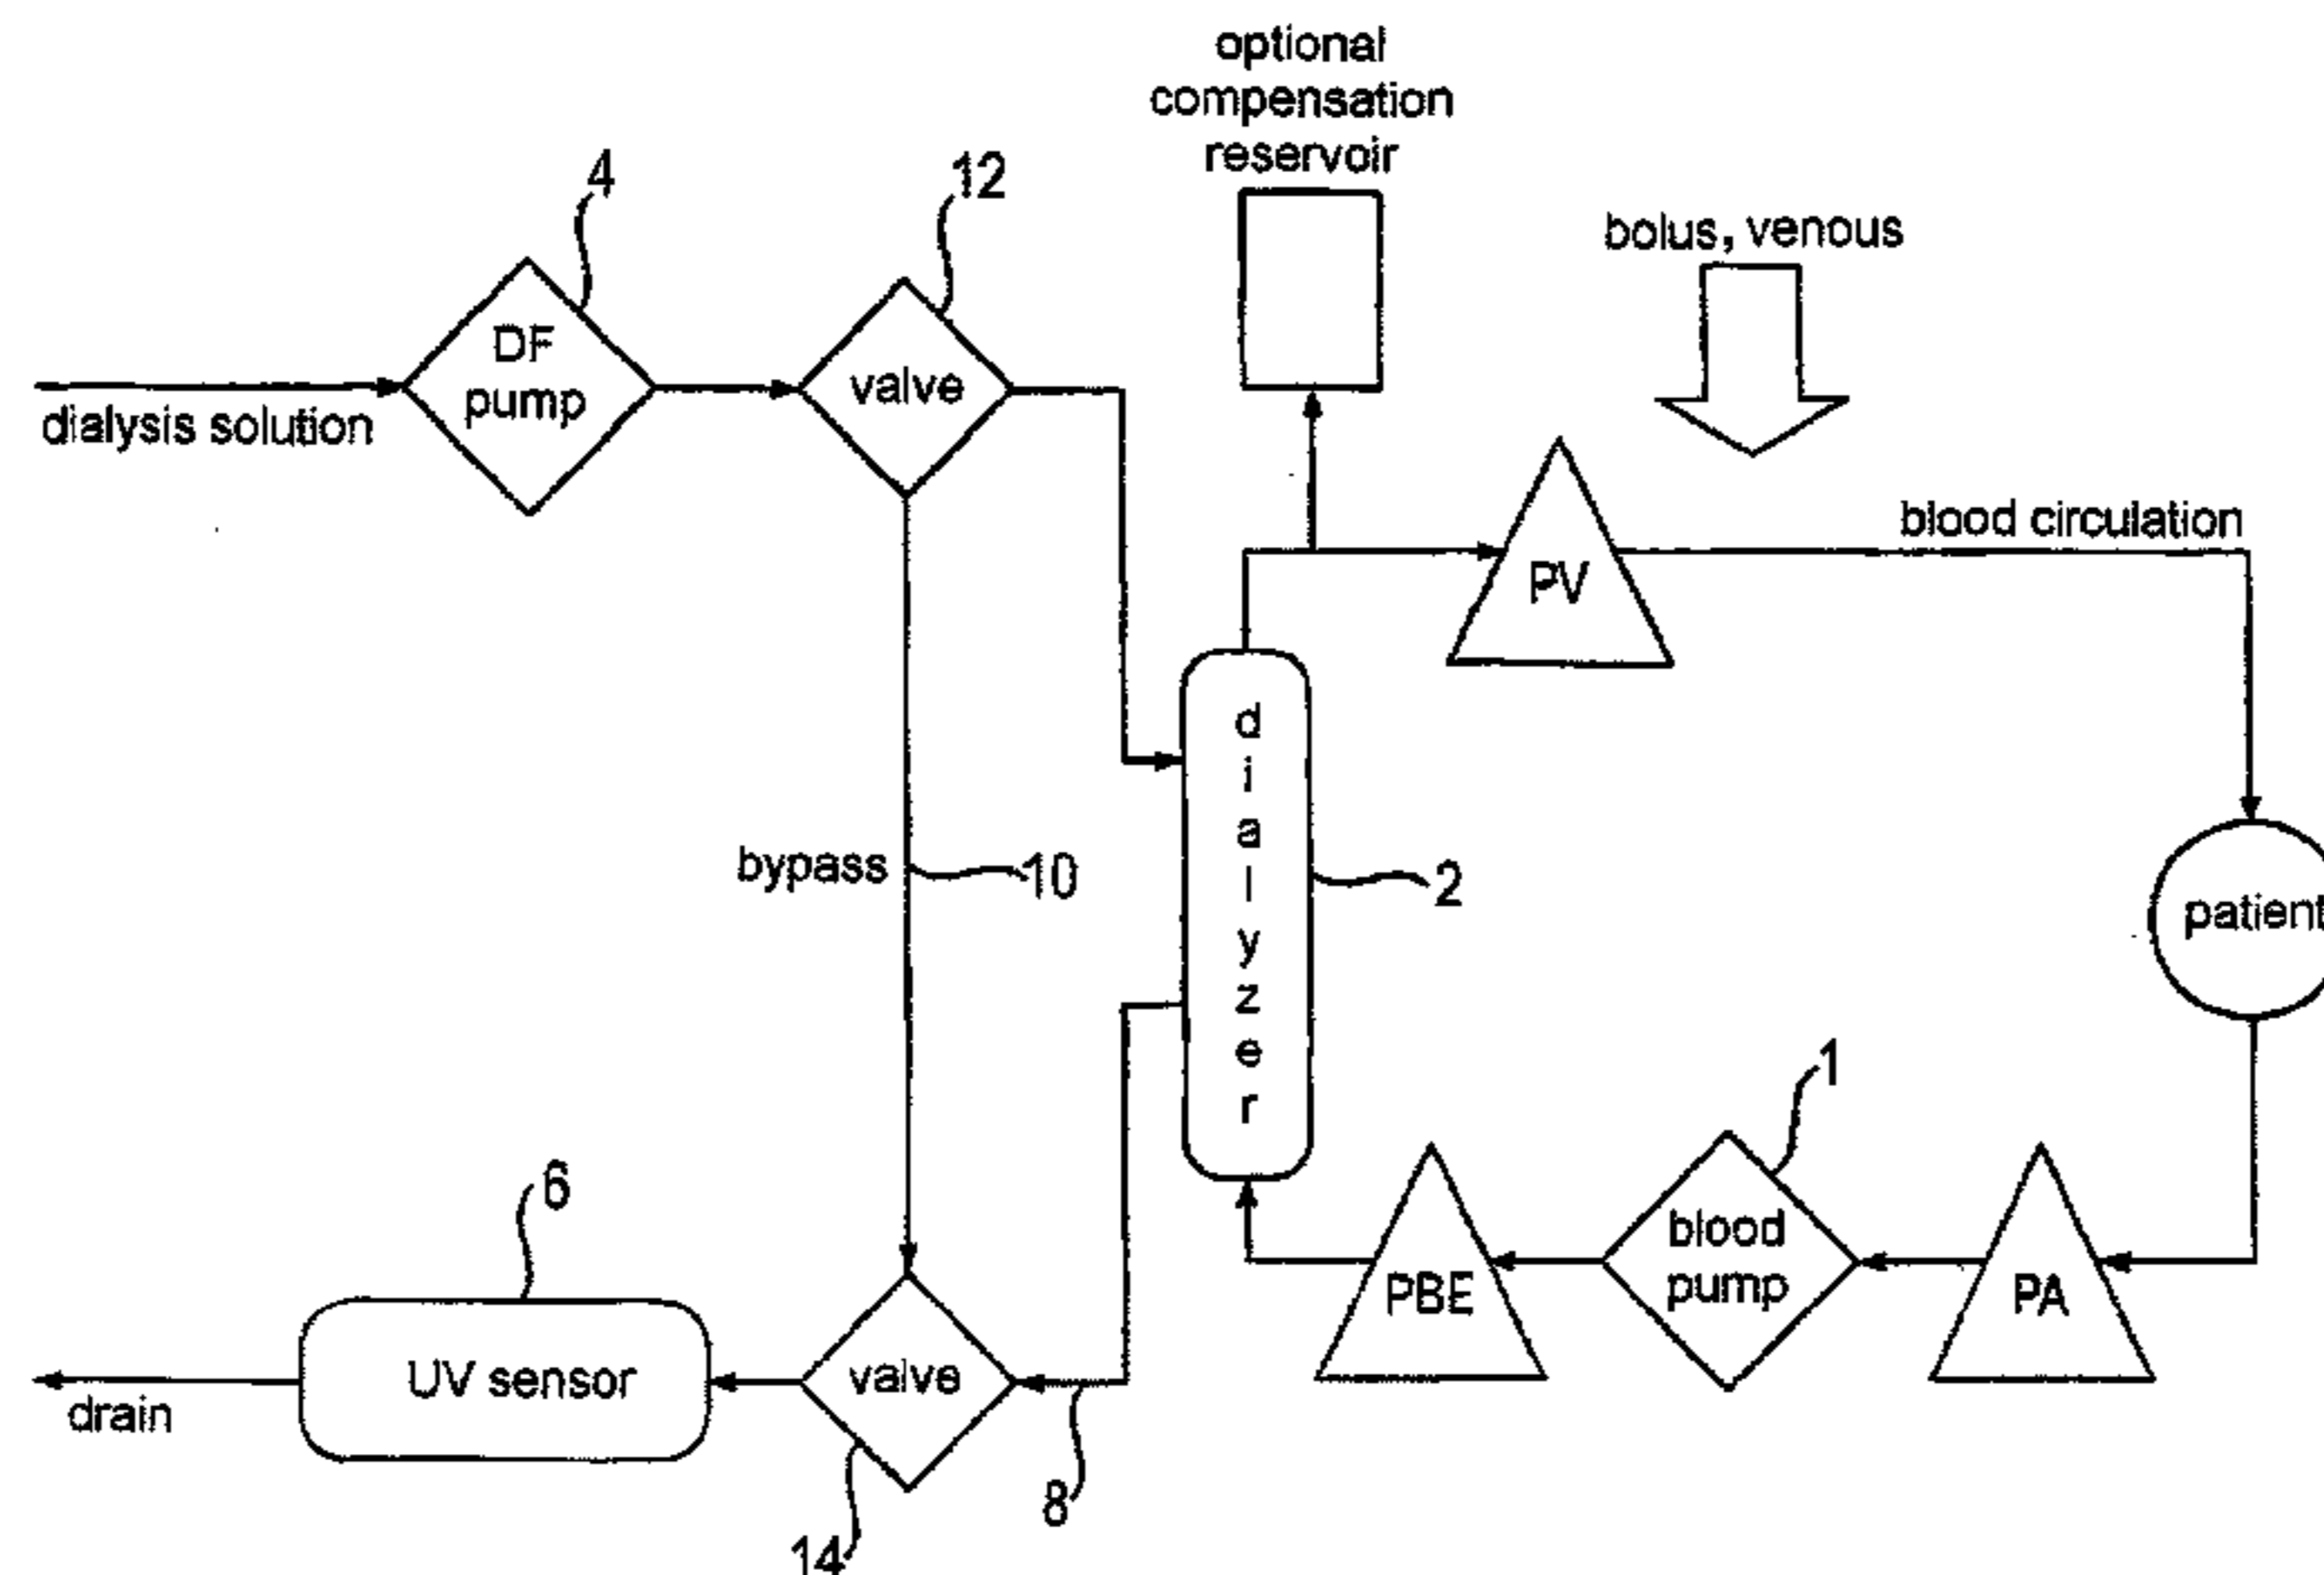 optional
compensation
reservoir
4
12
bolus, venous
DF
pump
valve
dialysis solution
blood circulation
PV
dialyzer
bypass
10
2
patient
1
6
blood
pump
PBE
PA
UV sensor
valve
drain
8
14